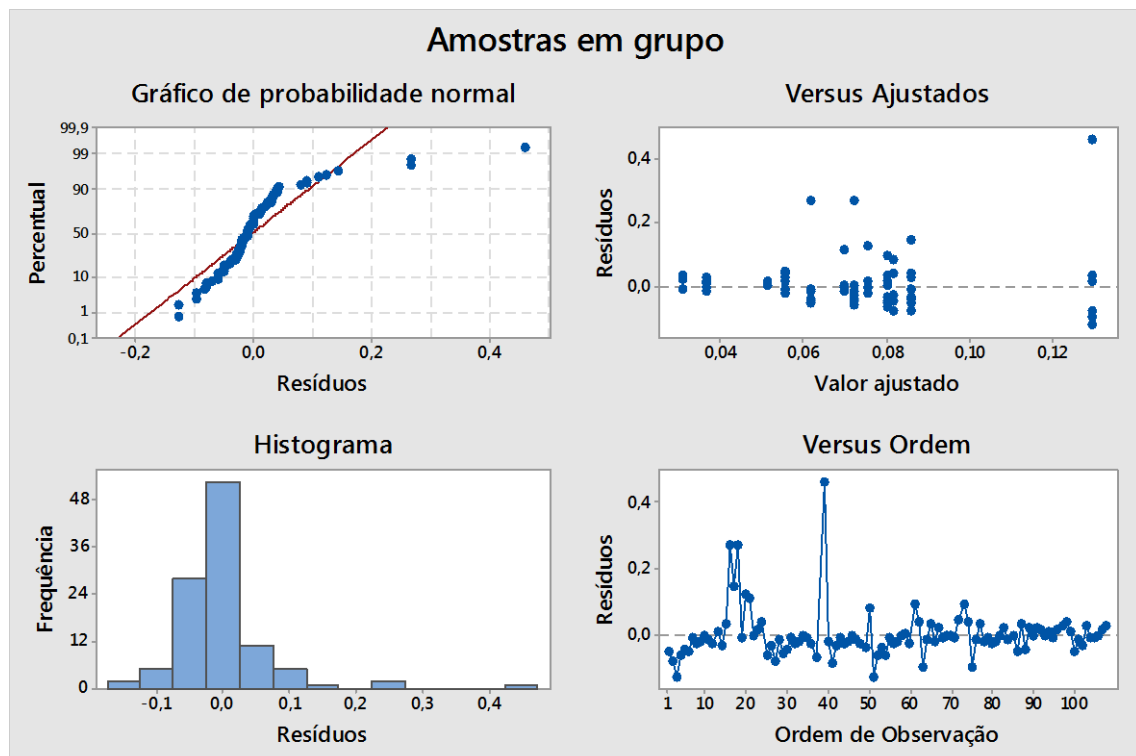 Amostras em grupo
Gráfico de probabilidade normal
99,9
99
90
50
10
1
0,1
Percentual
-0,2 0,0 0,2 0,4
Resíduos
Versus Ajustados
0,4
0,2
0,0
Resíduos
0,04 0,06 0,08 0,10 0,12
Valor ajustado
Histograma
48
36
24
12
0
Frequência
-0,1 0,0 0,1 0,2 0,3 0,4
Resíduos
Versus Ordem
0,4
0,2
0,0
Resíduos
1 10 20 30 40 50 60 70 80 90 100
Ordem de Observação